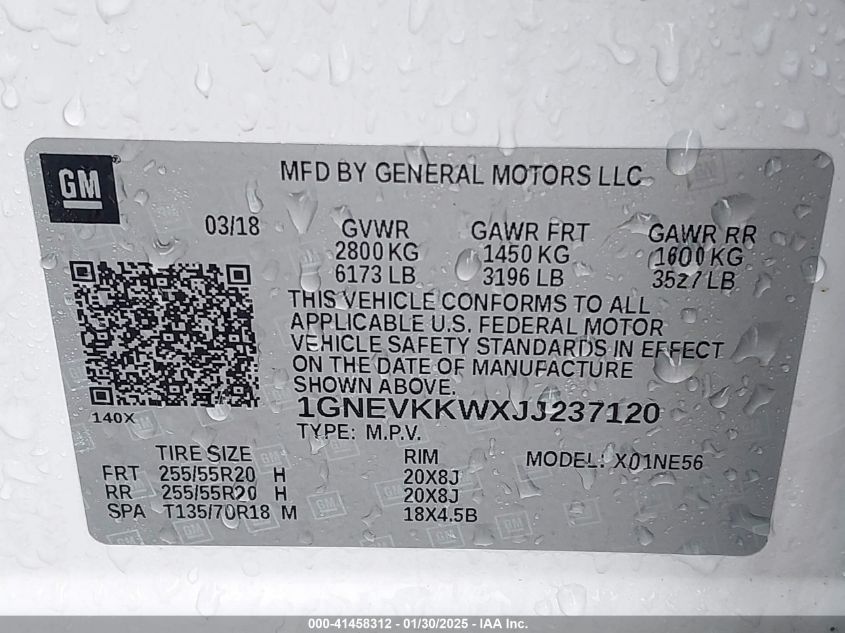 GM
MFD BY GENERAL MOTORS LLC
03/18 GVWR GAWR FRT GAWR RR
2800 KG 1450 KG 1600 KG
6173 LB 3196 LB 3527 LB
THIS VEHICLE CONFORMS TO ALL
APPLICABLE U.S. FEDERAL MOTOR
VEHICLE SAFETY STANDARDS IN EFFECT
ON THE DATE OF MANUFACTURE
SHOWN ABOVE.
140X 1GNEVKKWXJJ237120
TYPE: M.P.V.
TIRE SIZE RIM MODEL: X01NE56
FRT 255/55R20 H 20X8J
RR 255/55R20 H 20X8J
SPA T135/70R18 M 18X4.5B
000-41458312 - 01/30/2025 - IAA Inc.